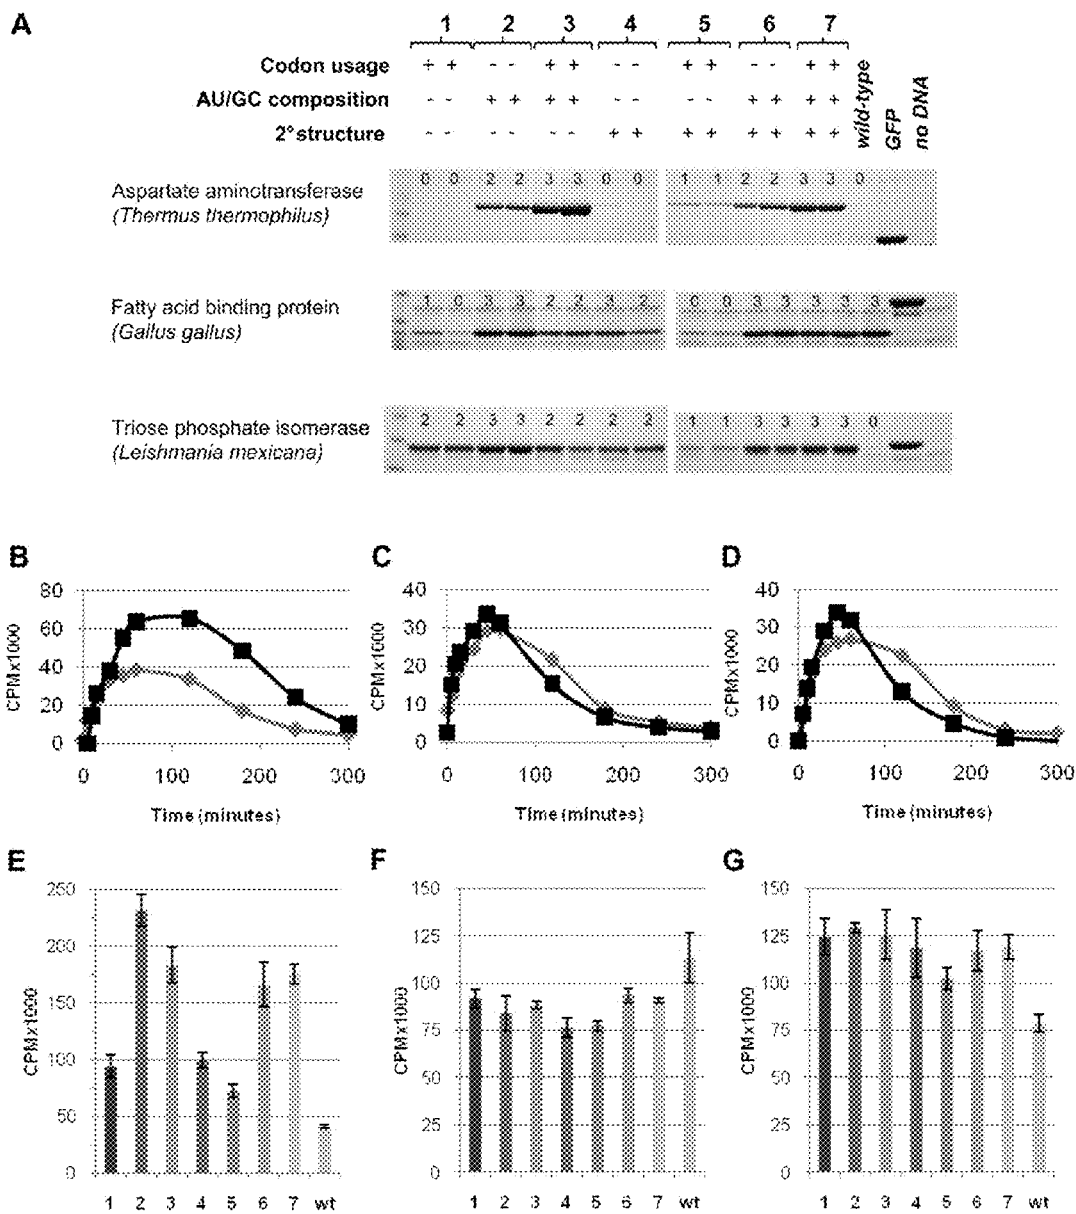 A
1 2 3 4 5 6 7
Codon usage + + - - + + - - + + - - + +
AU/GC composition - - + + + + - - - - + + + +
2°structure - - - - - - + + + + + + + +
wild-type
GFP
no DNA
Aspartate aminotransferase
(Thermus thermophilus)
0 0 2 2 3 3 0 0 1 1 2 2 3 3 0
Fatty acid binding protein
(Gallus gallus)
1 0 3 3 2 2 3 2 0 0 3 3 3 3 3
Triose phosphate isomerase
(Leishmania mexicana)
2 2 3 3 2 2 2 2 1 1 3 3 3 3 0
B
CPMx1000
80
60
40
20
0
0 100 200 300
Time (minutes)
C
CPMx1000
40
30
20
10
0
0 100 200 300
Time (minutes)
D
CPMx1000
40
30
20
10
0
0 100 200 300
Time (minutes)
E
CPMx1000
250
200
150
100
50
0
1 2 3 4 5 6 7 wt
F
CPMx1000
150
125
100
75
50
25
0
1 2 3 4 5 6 7 wt
G
CPMx1000
150
125
100
75
50
25
0
1 2 3 4 5 6 7 wt